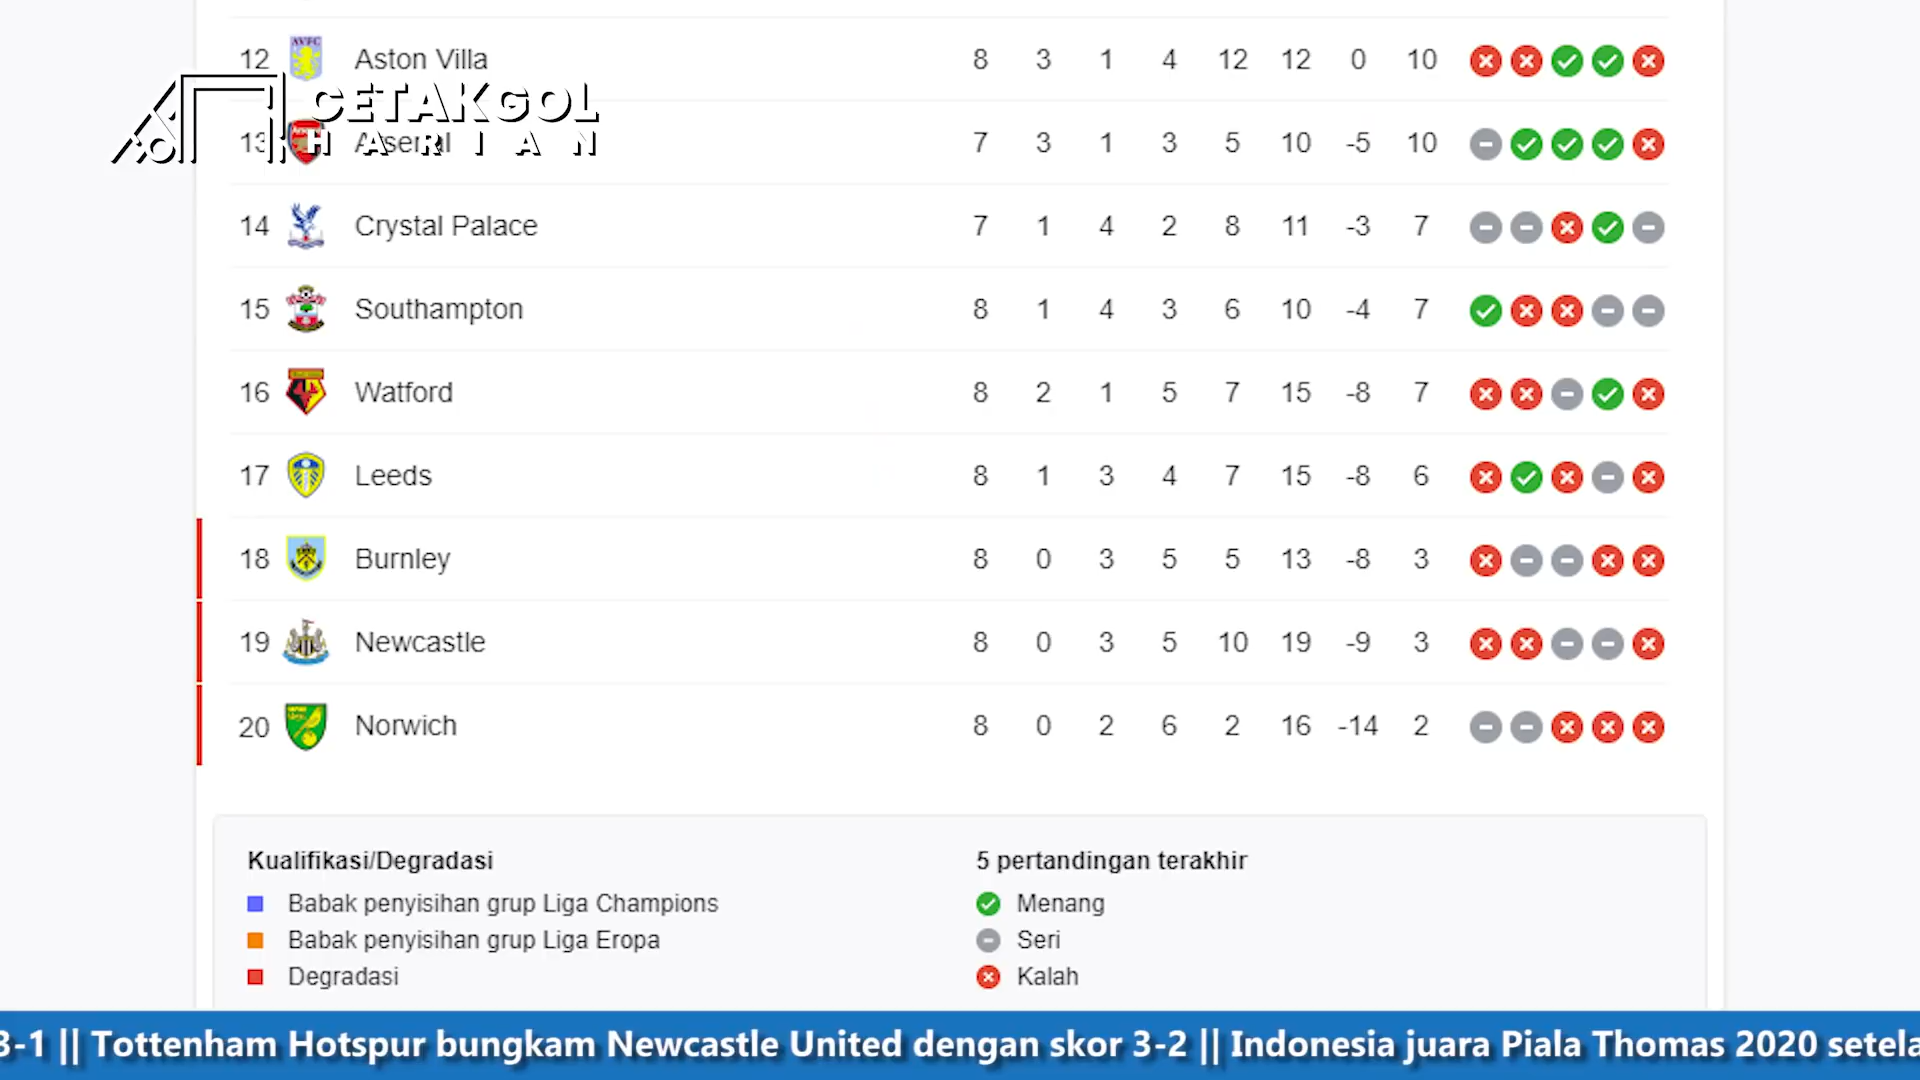 12 Aston Villa 8 3 1 4 12 12 0 10
CETAKGOL
HARIAN
13 Arsenal 7 3 1 3 5 10 -5 10
14 Crystal Palace 7 1 4 2 8 11 -3 7
15 Southampton 8 1 4 3 6 10 -4 7
16 Watford 8 2 1 5 7 15 -8 7
17 Leeds 8 1 3 4 7 15 -8 6
18 Burnley 8 0 3 5 5 13 -8 3
19 Newcastle 8 0 3 5 10 19 -9 3
20 Norwich 8 0 2 6 2 16 -14 2
Kualifikasi/Degradasi
Babak penyisihan grup Liga Champions
Babak penyisihan grup Liga Eropa
Degradasi
5 pertandingan terakhir
Menang
Seri
Kalah
3-1 || Tottenham Hotspur bungkam Newcastle United dengan skor 3-2 || Indonesia juara Piala Thomas 2020 setela